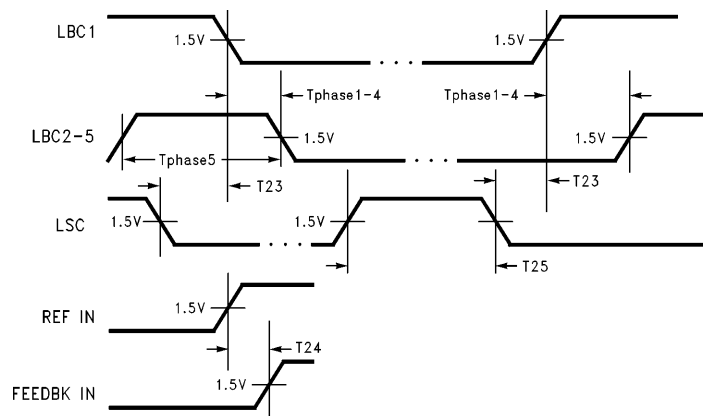 LBC1
1.5V
1.5V
Tphase1-4
Tphase1-4
LBC2-5
1.5V
1.5V
Tphase5
T23
T23
LSC
1.5V
1.5V
1.5V
T25
REF IN
1.5V
T24
FEEDBK IN
1.5V